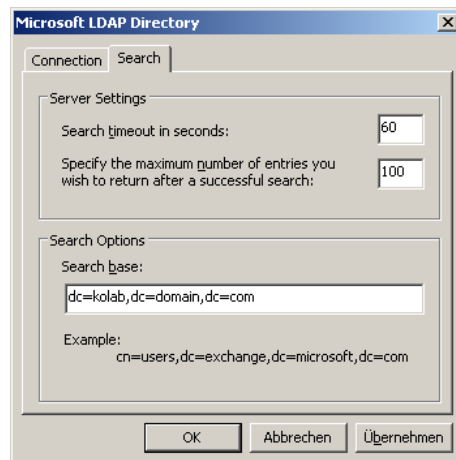 Microsoft LDAP Directory
Connection
Search
Server Settings
Search timeout in seconds:
60
Specify the maximum number of entries you
wish to return after a successful search:
100
Search Options
Search base:
dc=kolab,dc=domain,dc=com
Example:
cn=users,dc=exchange,dc=microsoft,dc=com
OK
Abbrechen
Übernehmen